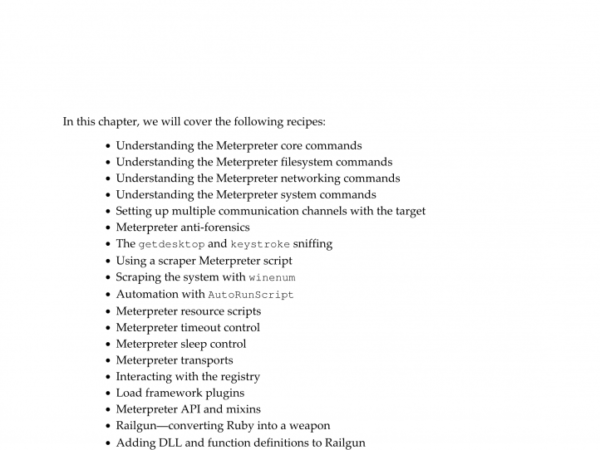 In this chapter, we will cover the following recipes:
• Understanding the Meterpreter core commands
• Understanding the Meterpreter filesystem commands
• Understanding the Meterpreter networking commands
• Understanding the Meterpreter system commands
• Setting up multiple communication channels with the target
• Meterpreter anti-forensics
• The getdesktop and keystroke sniffing
• Using a scraper Meterpreter script
• Scraping the system with winenum
• Automation with AutoRunScript
• Meterpreter resource scripts
• Meterpreter timeout control
• Meterpreter sleep control
• Meterpreter transports
• Interacting with the registry
• Load framework plugins
• Meterpreter API and mixins
• Railgun—converting Ruby into a weapon
• Adding DLL and function definitions to Railgun